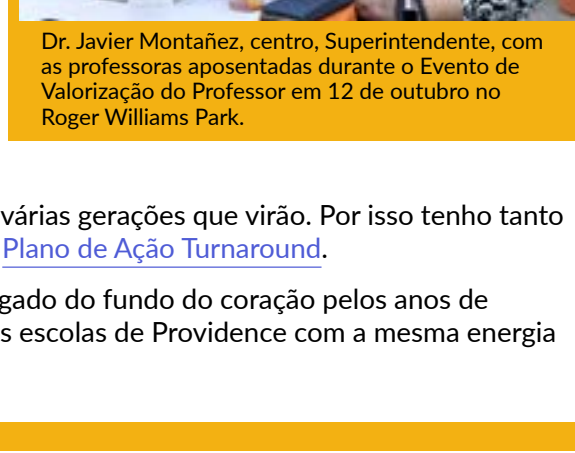 Dr. Javier Montañez, centro, Superintendente, com
as professoras aposentadas durante o Evento de
Valorização do Professor em 12 de outubro no
Roger Williams Park.
várias gerações que virão. Por isso tenho tanto
Plano de Ação Turnaround.
gado do fundo do coração pelos anos de
s escolas de Providence com a mesma energia